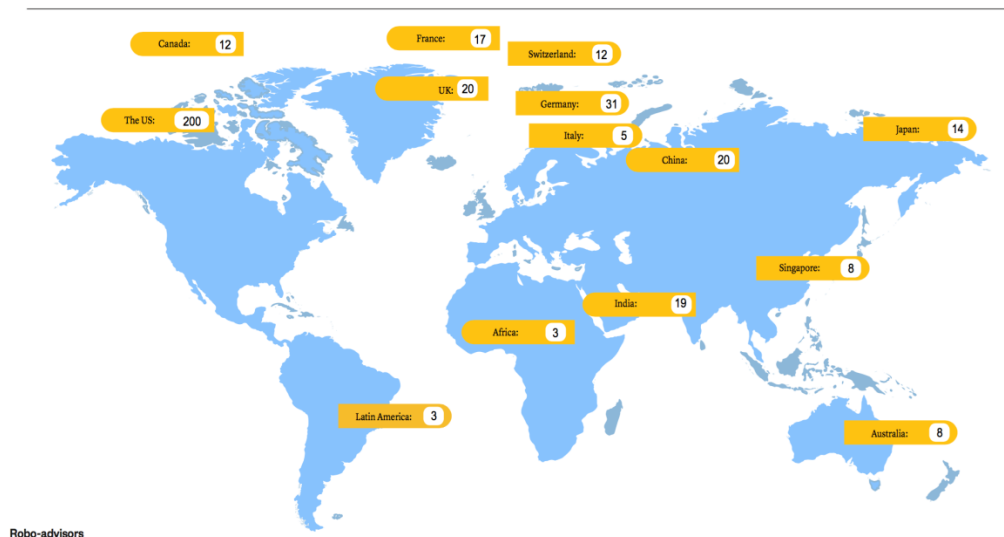 France: 17
Canada: 12
Switzerland: 12
UK: 20
Germany: 31
The US: 200
Italy: 5
Japan: 14
China: 20
Singapore: 8
India: 19
Africa: 3
Latin America: 3
Australia: 8
Robo-advisors